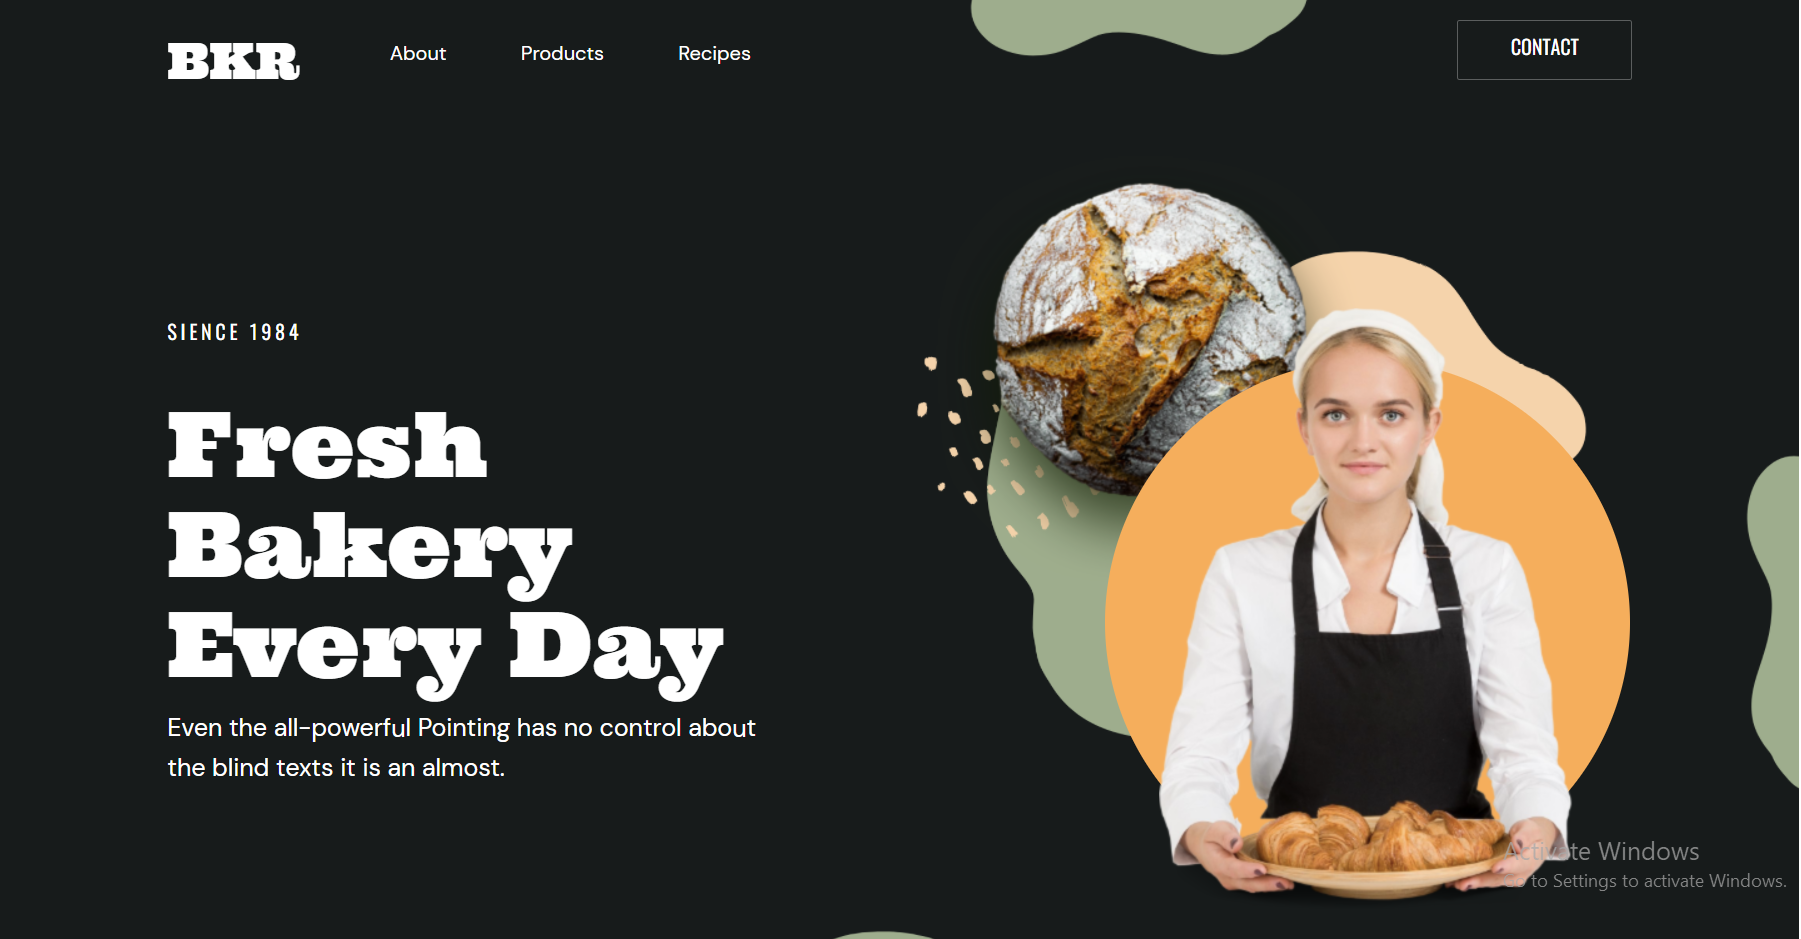 BKR
About
Products
Recipes
CONTACT
SIENCE 1984
Fresh
Bakery
Every Day
Even the all-powerful Pointing has no control about
the blind texts it is an almost.
Activate Windows
Go to Settings to activate Windows.